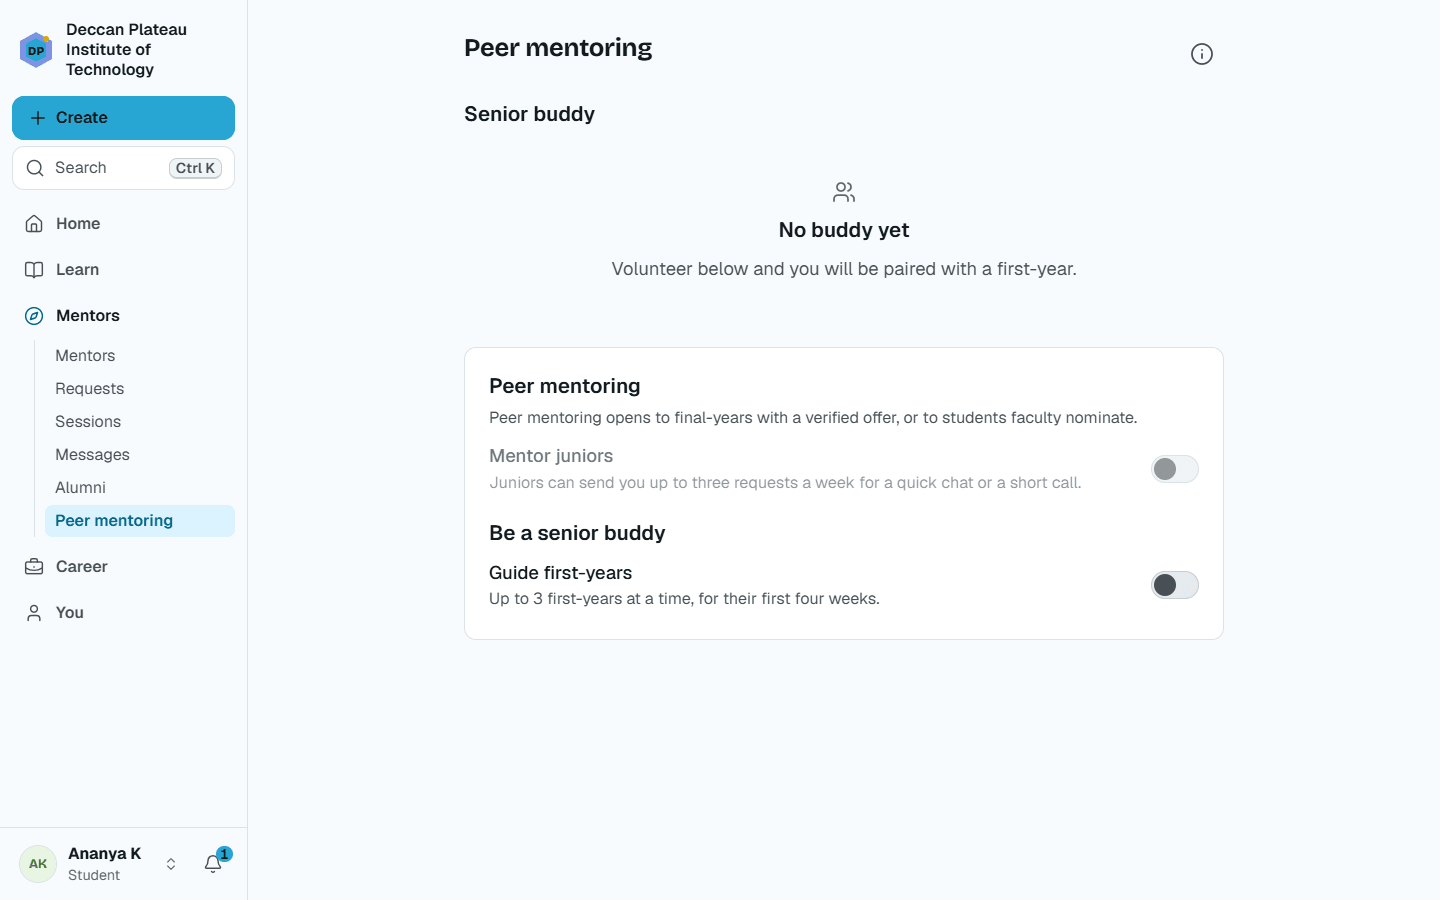 DP
Deccan Plateau
Institute of
Technology
Create
Search
Ctrl K
Home
Learn
Mentors
Mentors
Requests
Sessions
Messages
Alumni
Peer mentoring
Career
You
AK
Ananya K
Student
1
Peer mentoring
Senior buddy
No buddy yet
Volunteer below and you will be paired with a first-year.
Peer mentoring
Peer mentoring opens to final-years with a verified offer, or to students faculty nominate.
Mentor juniors
Juniors can send you up to three requests a week for a quick chat or a short call.
Be a senior buddy
Guide first-years
Up to 3 first-years at a time, for their first four weeks.